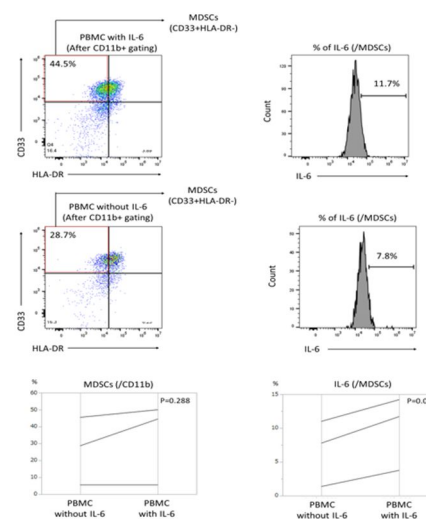 MDSCs
(CD33+HLA-DR-)
PBMC with IL-6
(After CD11b+ gating)
44.5%
CD33
HLA-DR
% of IL-6 (/MDSCs)
11.7%
Count
IL-6
MDSCs
(CD33+HLA-DR-)
PBMC without IL-6
(After CD11b+ gating)
28.7%
CD33
HLA-DR
% of IL-6 (/MDSCs)
7.8%
Count
IL-6
MDSCs (/CD11b)
%
60
50
40
30
20
10
0
P=0.288
PBMC
without IL-6
PBMC
with IL-6
IL-6 (/MDSCs)
%
15
10
5
0
P=0.0
PBMC
without IL-6
PBMC
with IL-6